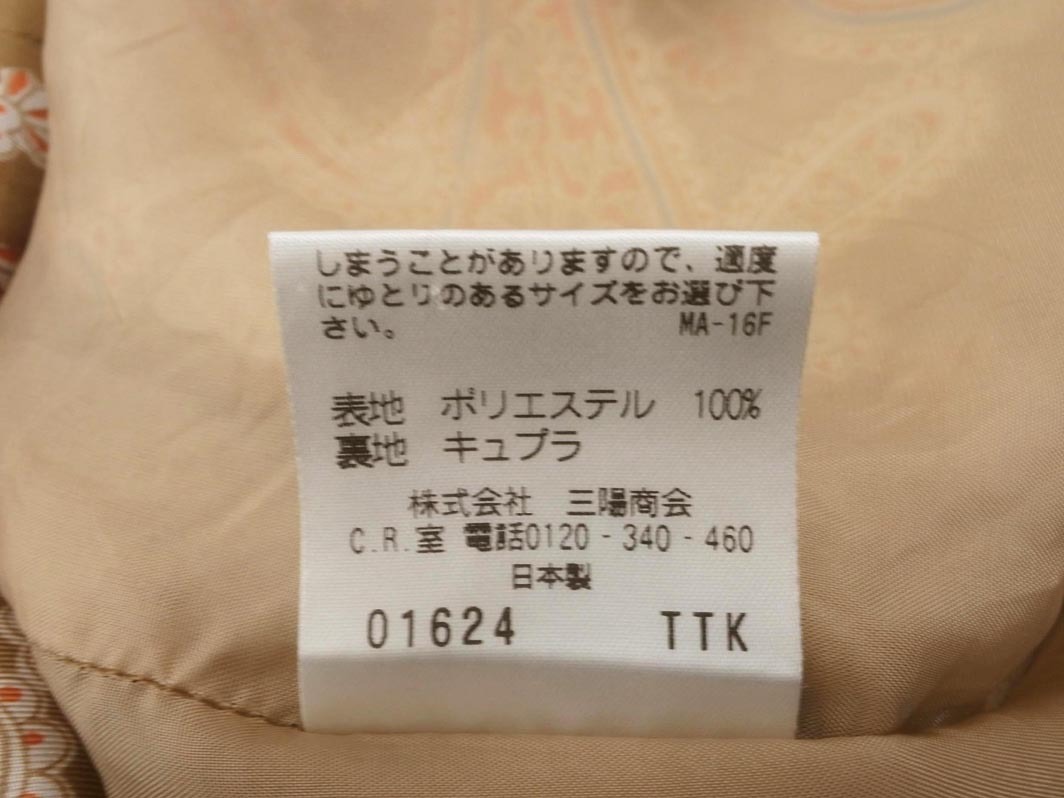 しまうことがありますので、適度
にゆとりのあるサイズをお選び下
さい。 MA-16F
表地 ポリエステル 100%
裏地 キュプラ
株式会社 三陽商会
C.R.室 電話0120-340-460
日本製
01624 TTK